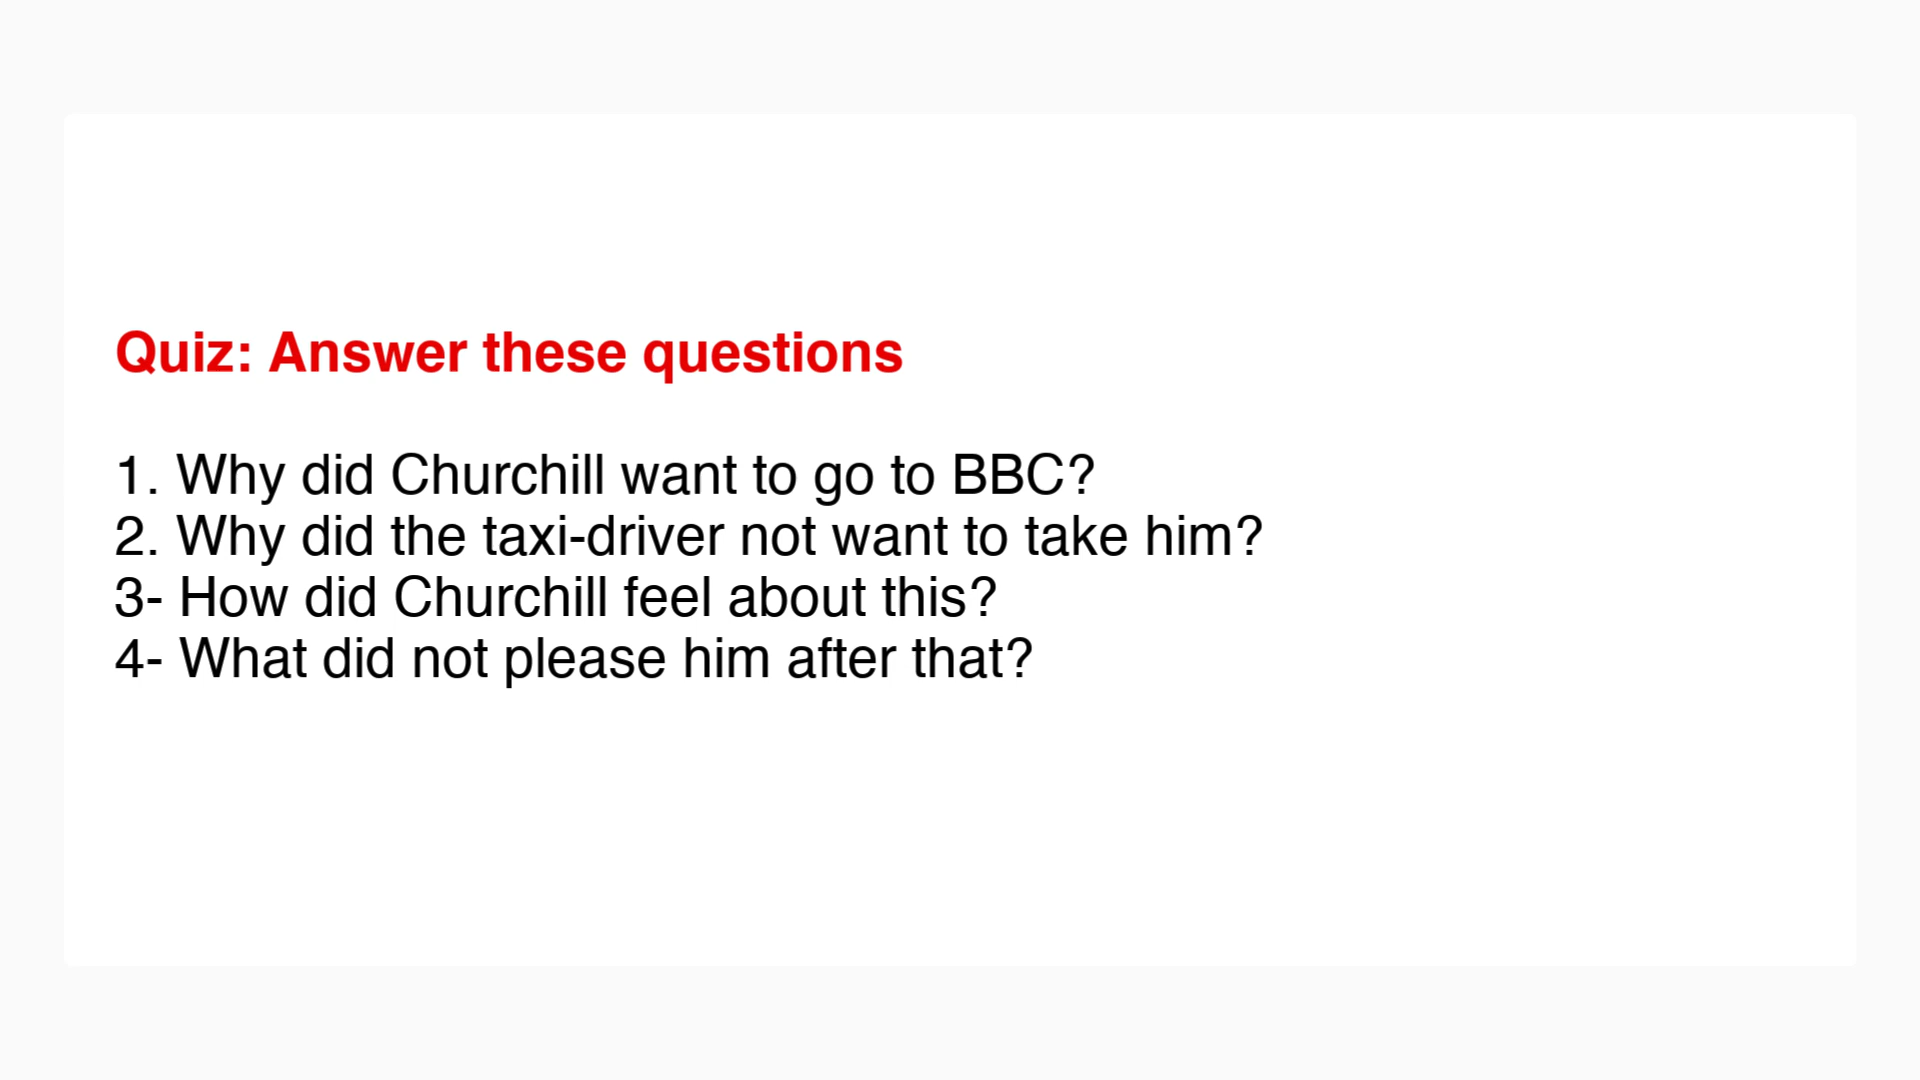 Quiz: Answer these questions
1. Why did Churchill want to go to BBC?
2. Why did the taxi-driver not want to take him?
3- How did Churchill feel about this?
4- What did not please him after that?